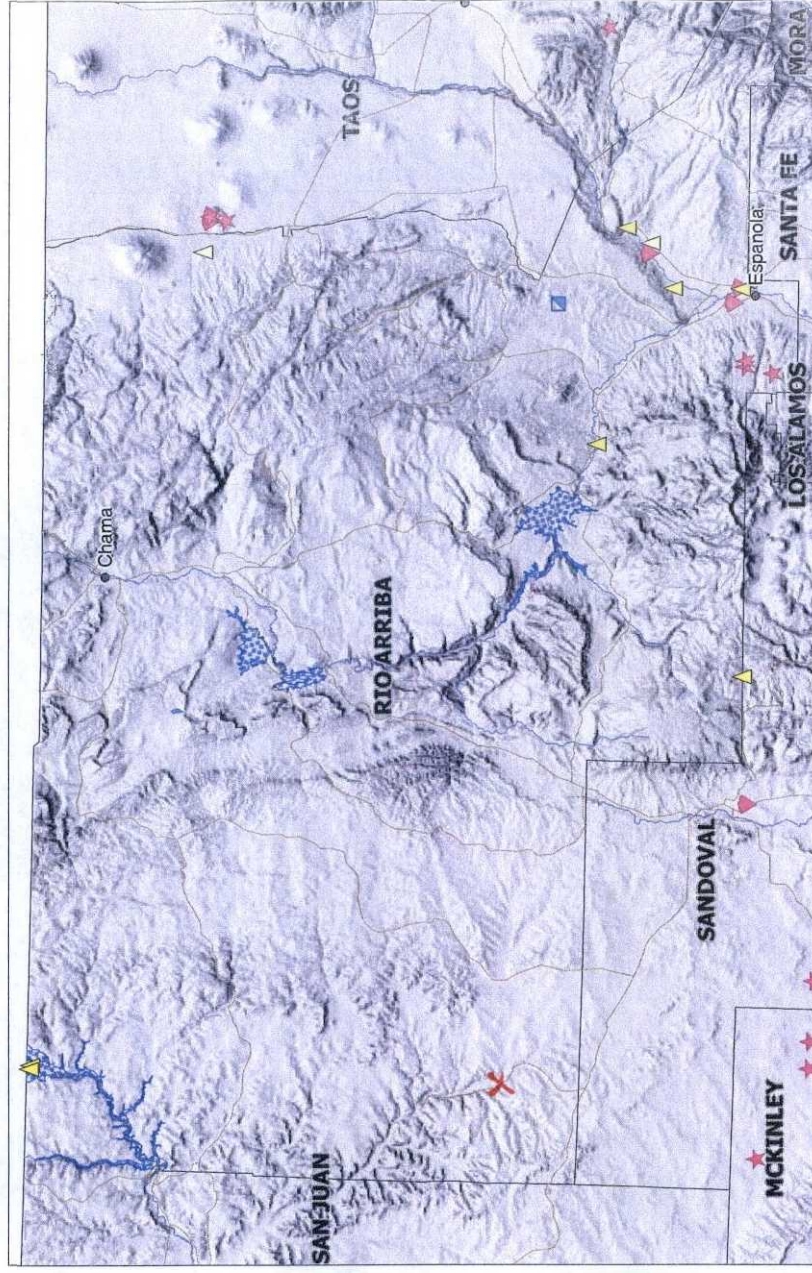 Chama
TAOS
RIO ARRIBA
SAN JUAN
Espanola
SANTA FE
MORA
LOS ALAMOS
SANDOVAL
MCKINLEY